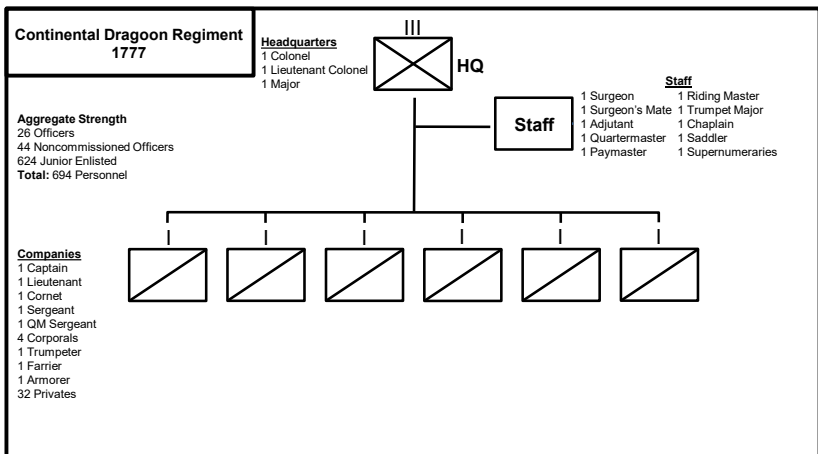 Continental Dragoon Regiment
1777
Headquarters
1 Colonel
1 Lieutenant Colonel
1 Major
HQ
Staff
Staff
1 Surgeon
1 Surgeon's Mate
1 Adjutant
1 Quartermaster
1 Paymaster
1 Riding Master
1 Trumpet Major
1 Chaplain
1 Saddler
1 Supernumeraries
Aggregate Strength
26 Officers
44 Noncommissioned Officers
624 Junior Enlisted
Total: 694 Personnel
Companies
1 Captain
1 Lieutenant
1 Cornet
1 Sergeant
1 QM Sergeant
4 Corporals
1 Trumpeter
1 Farrier
1 Armorer
32 Privates